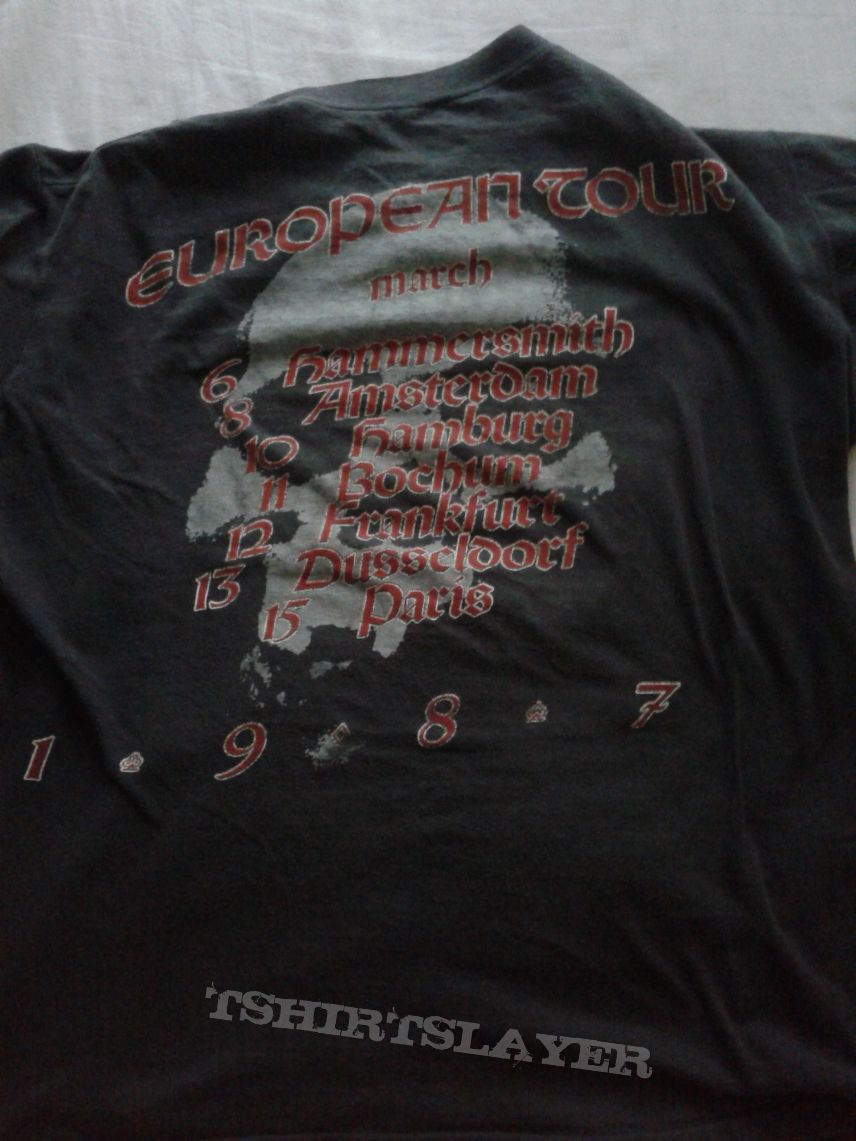 EUROPEAN TOUR
march
6 Hammersmith
8 Amsterdam
10 Hamburg
11 Bochum
12 Frankfurt
13 Dusseldorf
15 Paris
1 9 8 7
TSHIRTSLAYER